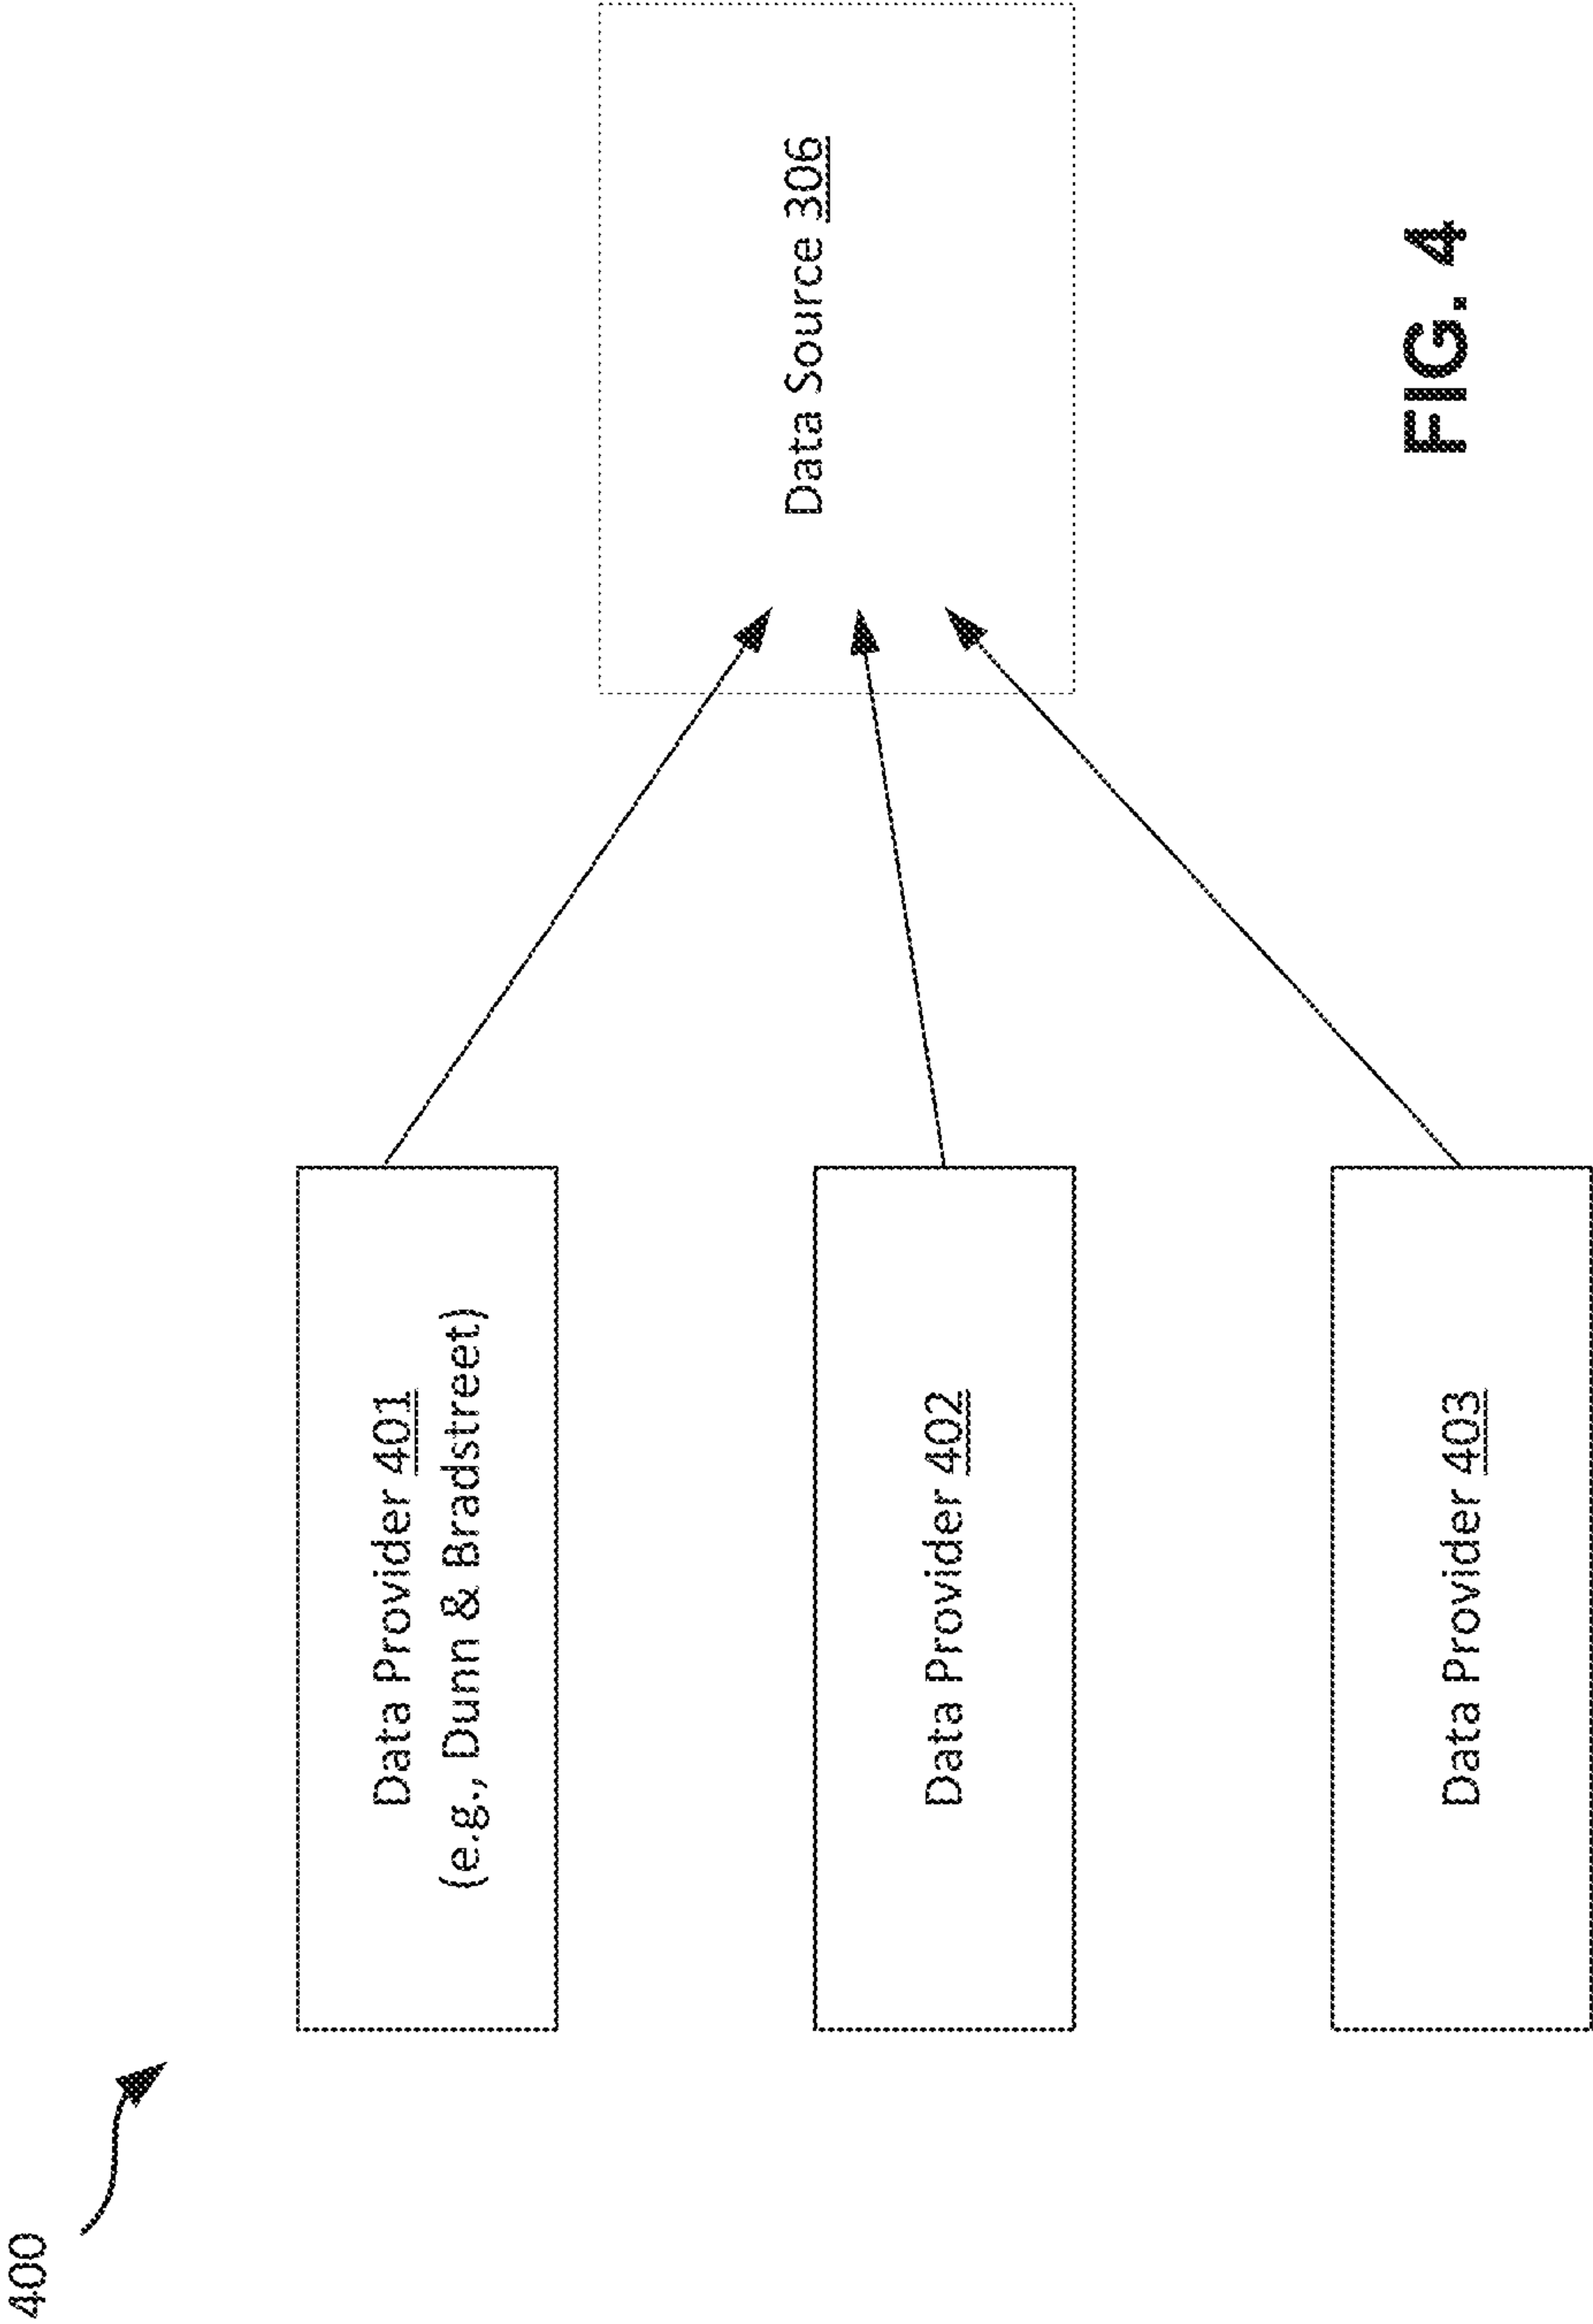 400
Data Provider 401
(e.g., Dunn & Bradstreet)
Data Provider 402
Data Provider 403
Data Source 306
FIG. 4